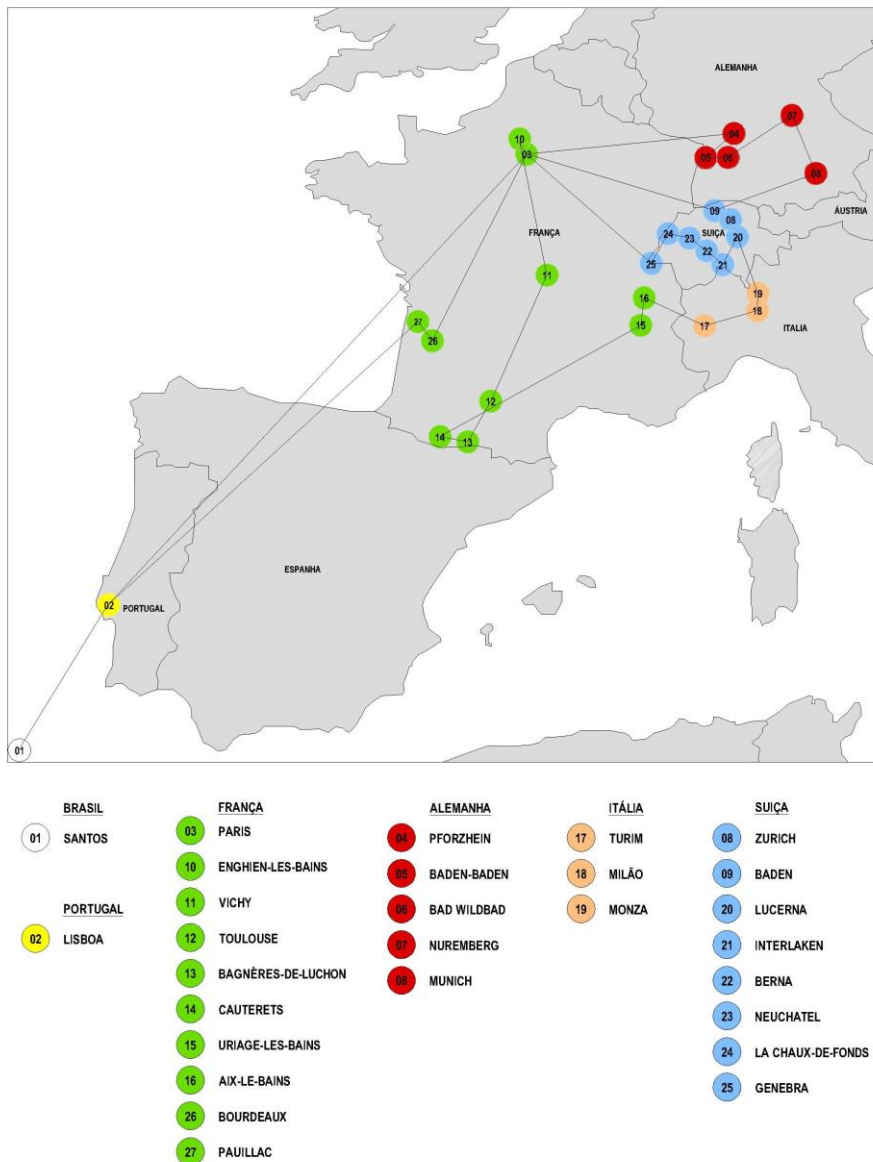 ALEMANHA
07
10
04
03
05
06
08
09
ÁUSTRIA
08
FRANÇA
24
SUIÇA
20
23
22
25
21
11
16
19
18
27
15
17
ITALIA
26
12
14
13
ESPANHA
02
PORTUGAL
01
BRASIL
01
SANTOS
PORTUGAL
02
LISBOA
FRANÇA
03
PARIS
10
ENGHIEN-LES-BAINS
11
VICHY
12
TOULOUSE
13
BAGNÈRES-DE-LUCHON
14
CAUTERETS
15
URIAGE-LES-BAINS
16
AIX-LE-BAINS
26
BOURDEAUX
27
PAUILLAC
ALEMANHA
04
PFORZHEIN
05
BADEN-BADEN
06
BAD WILDBAD
07
NUREMBERG
08
MUNICH
ITÁLIA
17
TURIM
18
MILÃO
19
MONZA
SUIÇA
08
ZURICH
09
BADEN
20
LUCERNA
21
INTERLAKEN
22
BERNA
23
NEUCHATEL
24
LA CHAUX-DE-FONDS
25
GENEBRA